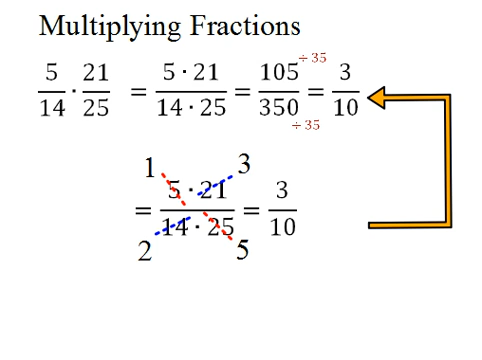 Multiplying Fractions
5/14 · 21/25 = 5 · 21/14 · 25 = 105/350 = 3/10
÷ 35
÷ 35
1 3
= 5 · 21/14 · 25 = 3/10
2 5